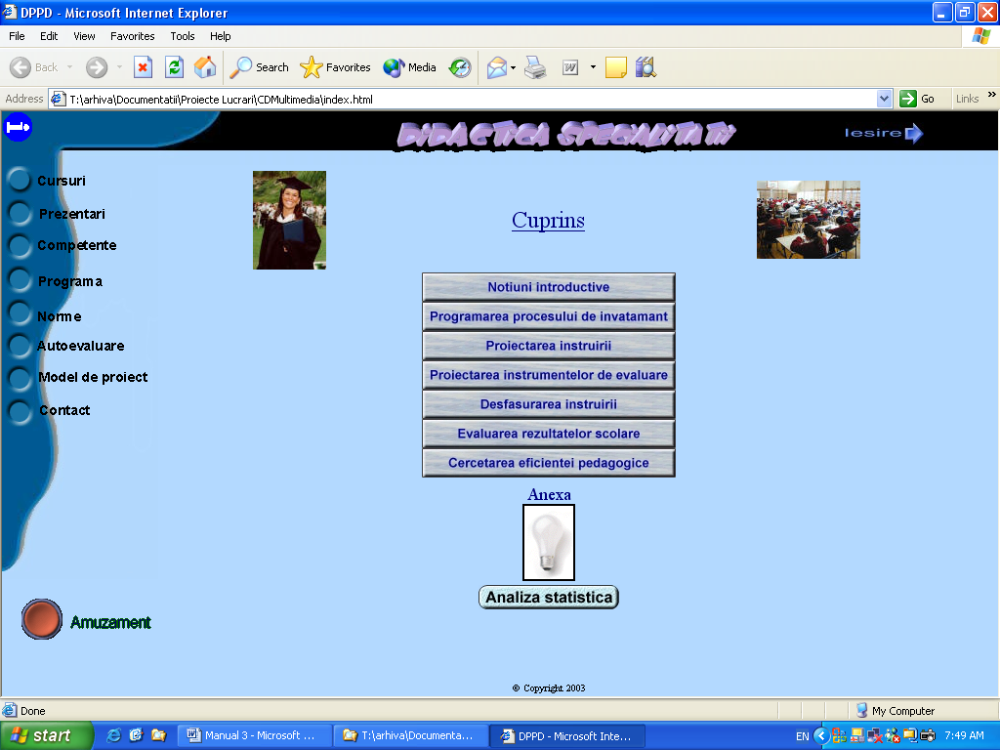 DPPD - Microsoft Internet Explorer
File Edit View Favorites Tools Help
Back Search Favorites Media
Address T:\arhiva\Documentatii\Proiecte Lucrari\CDMultimedia\index.html Go Links »
DIDACTICA SPECIALITATII
Iesire
Cursuri
Prezentari
Competente
Programa
Norme
Autoevaluare
Model de proiect
Contact
Amuzament
Cuprins
Notiuni introductive
Programarea procesului de invatamant
Proiectarea instruirii
Proiectarea instrumentelor de evaluare
Desfasurarea instruirii
Evaluarea rezultatelor scolare
Cercetarea eficientei pedagogice
Anexa
Analiza statistica
© Copyright 2003
Done My Computer
start Manual 3 - Microsoft ... T:\arhiva\Documenta... DPPD - Microsoft Inte... EN 7:49 AM